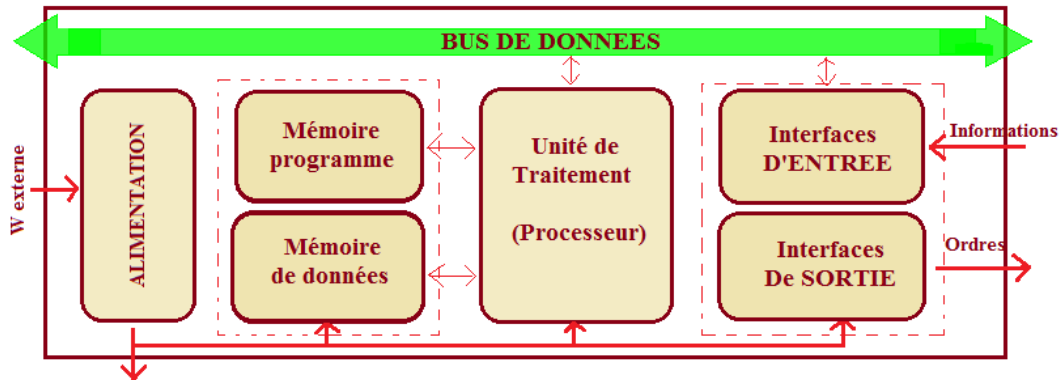 BUS DE DONNEES
W externe
ALIMENTATION
Mémoire
programme
Mémoire
de données
Unité de
Traitement
(Processeur)
Interfaces
D'ENTREE
Interfaces
De SORTIE
Informations
Ordres